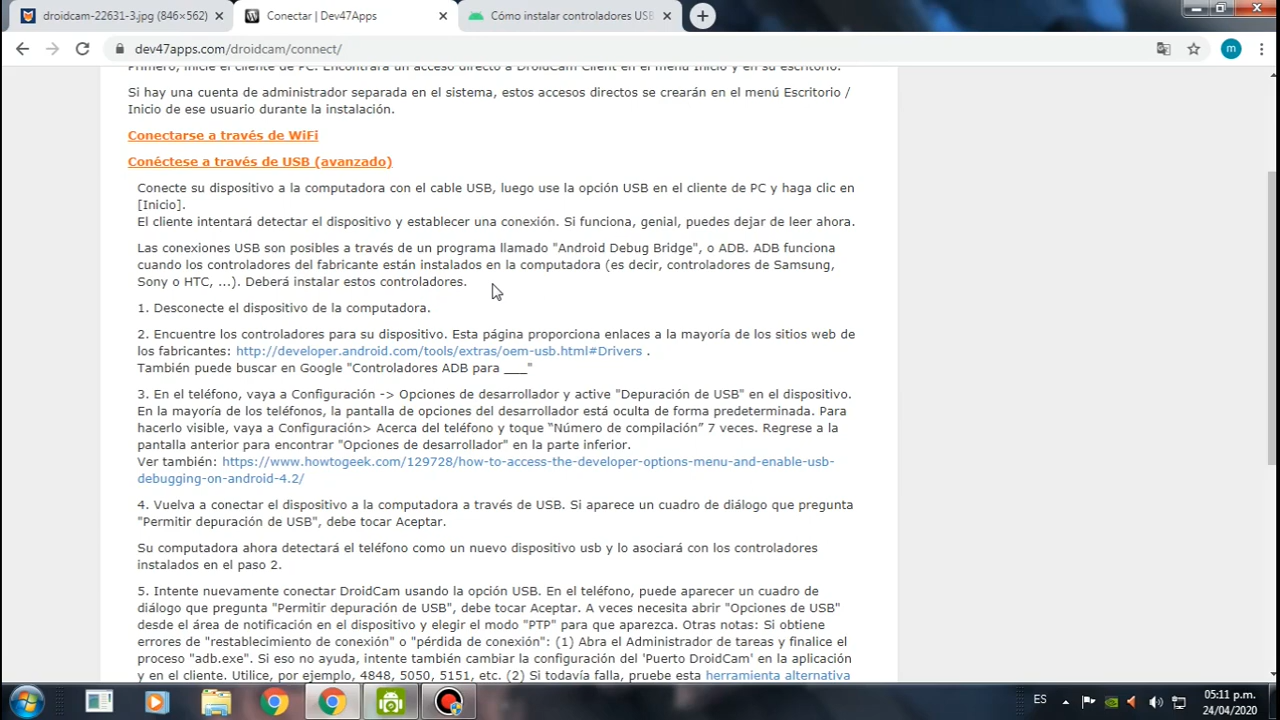 droidcam-22631-3.jpg (846×562)
Conectar | Dev47Apps
Cómo instalar controladores USB
dev47apps.com/droidcam/connect/
m
Primero, inicie el cliente de PC. Encontrará un acceso directo a DroidCam Client en el menú Inicio y en su escritorio.
Si hay una cuenta de administrador separada en el sistema, estos accesos directos se crearán en el menú Escritorio /
Inicio de ese usuario durante la instalación.
Conectarse a través de WiFi
Conéctese a través de USB (avanzado)
Conecte su dispositivo a la computadora con el cable USB, luego use la opción USB en el cliente de PC y haga clic en
[Inicio].
El cliente intentará detectar el dispositivo y establecer una conexión. Si funciona, genial, puedes dejar de leer ahora.
Las conexiones USB son posibles a través de un programa llamado "Android Debug Bridge", o ADB. ADB funciona
cuando los controladores del fabricante están instalados en la computadora (es decir, controladores de Samsung,
Sony o HTC, ...). Deberá instalar estos controladores.
1. Desconecte el dispositivo de la computadora.
2. Encuentre los controladores para su dispositivo. Esta página proporciona enlaces a la mayoría de los sitios web de
los fabricantes: http://developer.android.com/tools/extras/oem-usb.html#Drivers .
También puede buscar en Google "Controladores ADB para ___"
3. En el teléfono, vaya a Configuración -> Opciones de desarrollador y active "Depuración de USB" en el dispositivo.
En la mayoría de los teléfonos, la pantalla de opciones del desarrollador está oculta de forma predeterminada. Para
hacerlo visible, vaya a Configuración> Acerca del teléfono y toque “Número de compilación” 7 veces. Regrese a la
pantalla anterior para encontrar "Opciones de desarrollador" en la parte inferior.
Ver también: https://www.howtogeek.com/129728/how-to-access-the-developer-options-menu-and-enable-usb-
debugging-on-android-4.2/
4. Vuelva a conectar el dispositivo a la computadora a través de USB. Si aparece un cuadro de diálogo que pregunta
"Permitir depuración de USB", debe tocar Aceptar.
Su computadora ahora detectará el teléfono como un nuevo dispositivo usb y lo asociará con los controladores
instalados en el paso 2.
5. Intente nuevamente conectar DroidCam usando la opción USB. En el teléfono, puede aparecer un cuadro de
diálogo que pregunta "Permitir depuración de USB", debe tocar Aceptar. A veces necesita abrir "Opciones de USB"
desde el área de notificación en el dispositivo y elegir el modo "PTP" para que aparezca. Otras notas: Si obtiene
errores de "restablecimiento de conexión" o "pérdida de conexión": (1) Abra el Administrador de tareas y finalice el
proceso "adb.exe". Si eso no ayuda, intente también cambiar la configuración del 'Puerto DroidCam' en la aplicación
y en el cliente. Utilice, por ejemplo, 4848, 5050, 5151, etc. (2) Si todavía falla, pruebe esta herramienta alternativa
ES
05:11 p.m.
24/04/2020